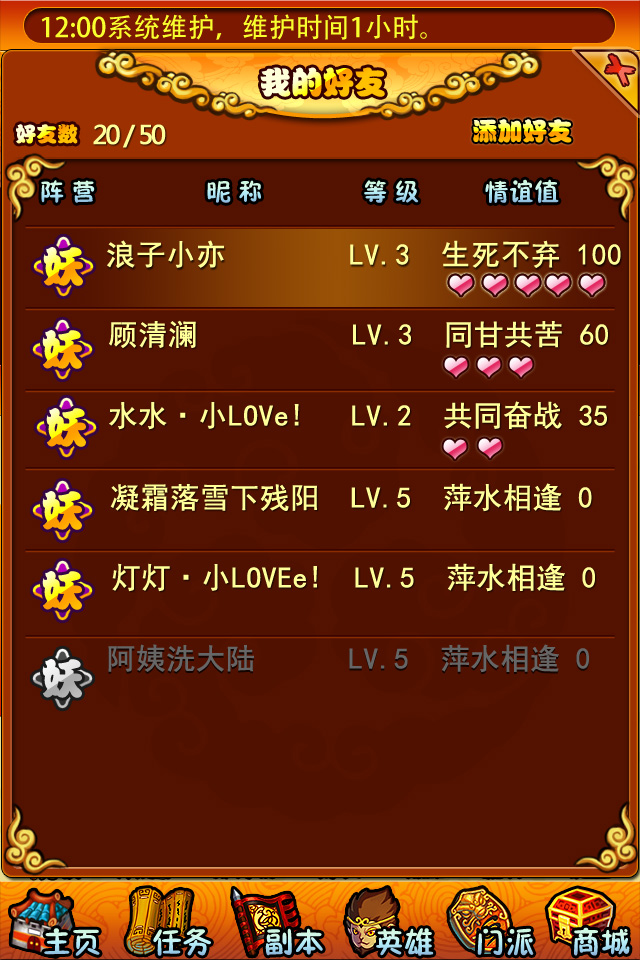 12:00系统维护，维护时间1小时。
我的好友
好友数 20/50 添加好友
阵营 昵称 等级 情谊值
妖 浪子小亦 LV.3 生死不弃 100
妖 顾清澜 LV.3 同甘共苦 60
妖 水水·小LOVe! LV.2 共同奋战 35
妖 凝霜落雪下残阳 LV.5 萍水相逢 0
妖 灯灯·小LOVEe! LV.5 萍水相逢 0
妖 阿姨洗大陆 LV.5 萍水相逢 0
主页 任务 副本 英雄 门派 商城